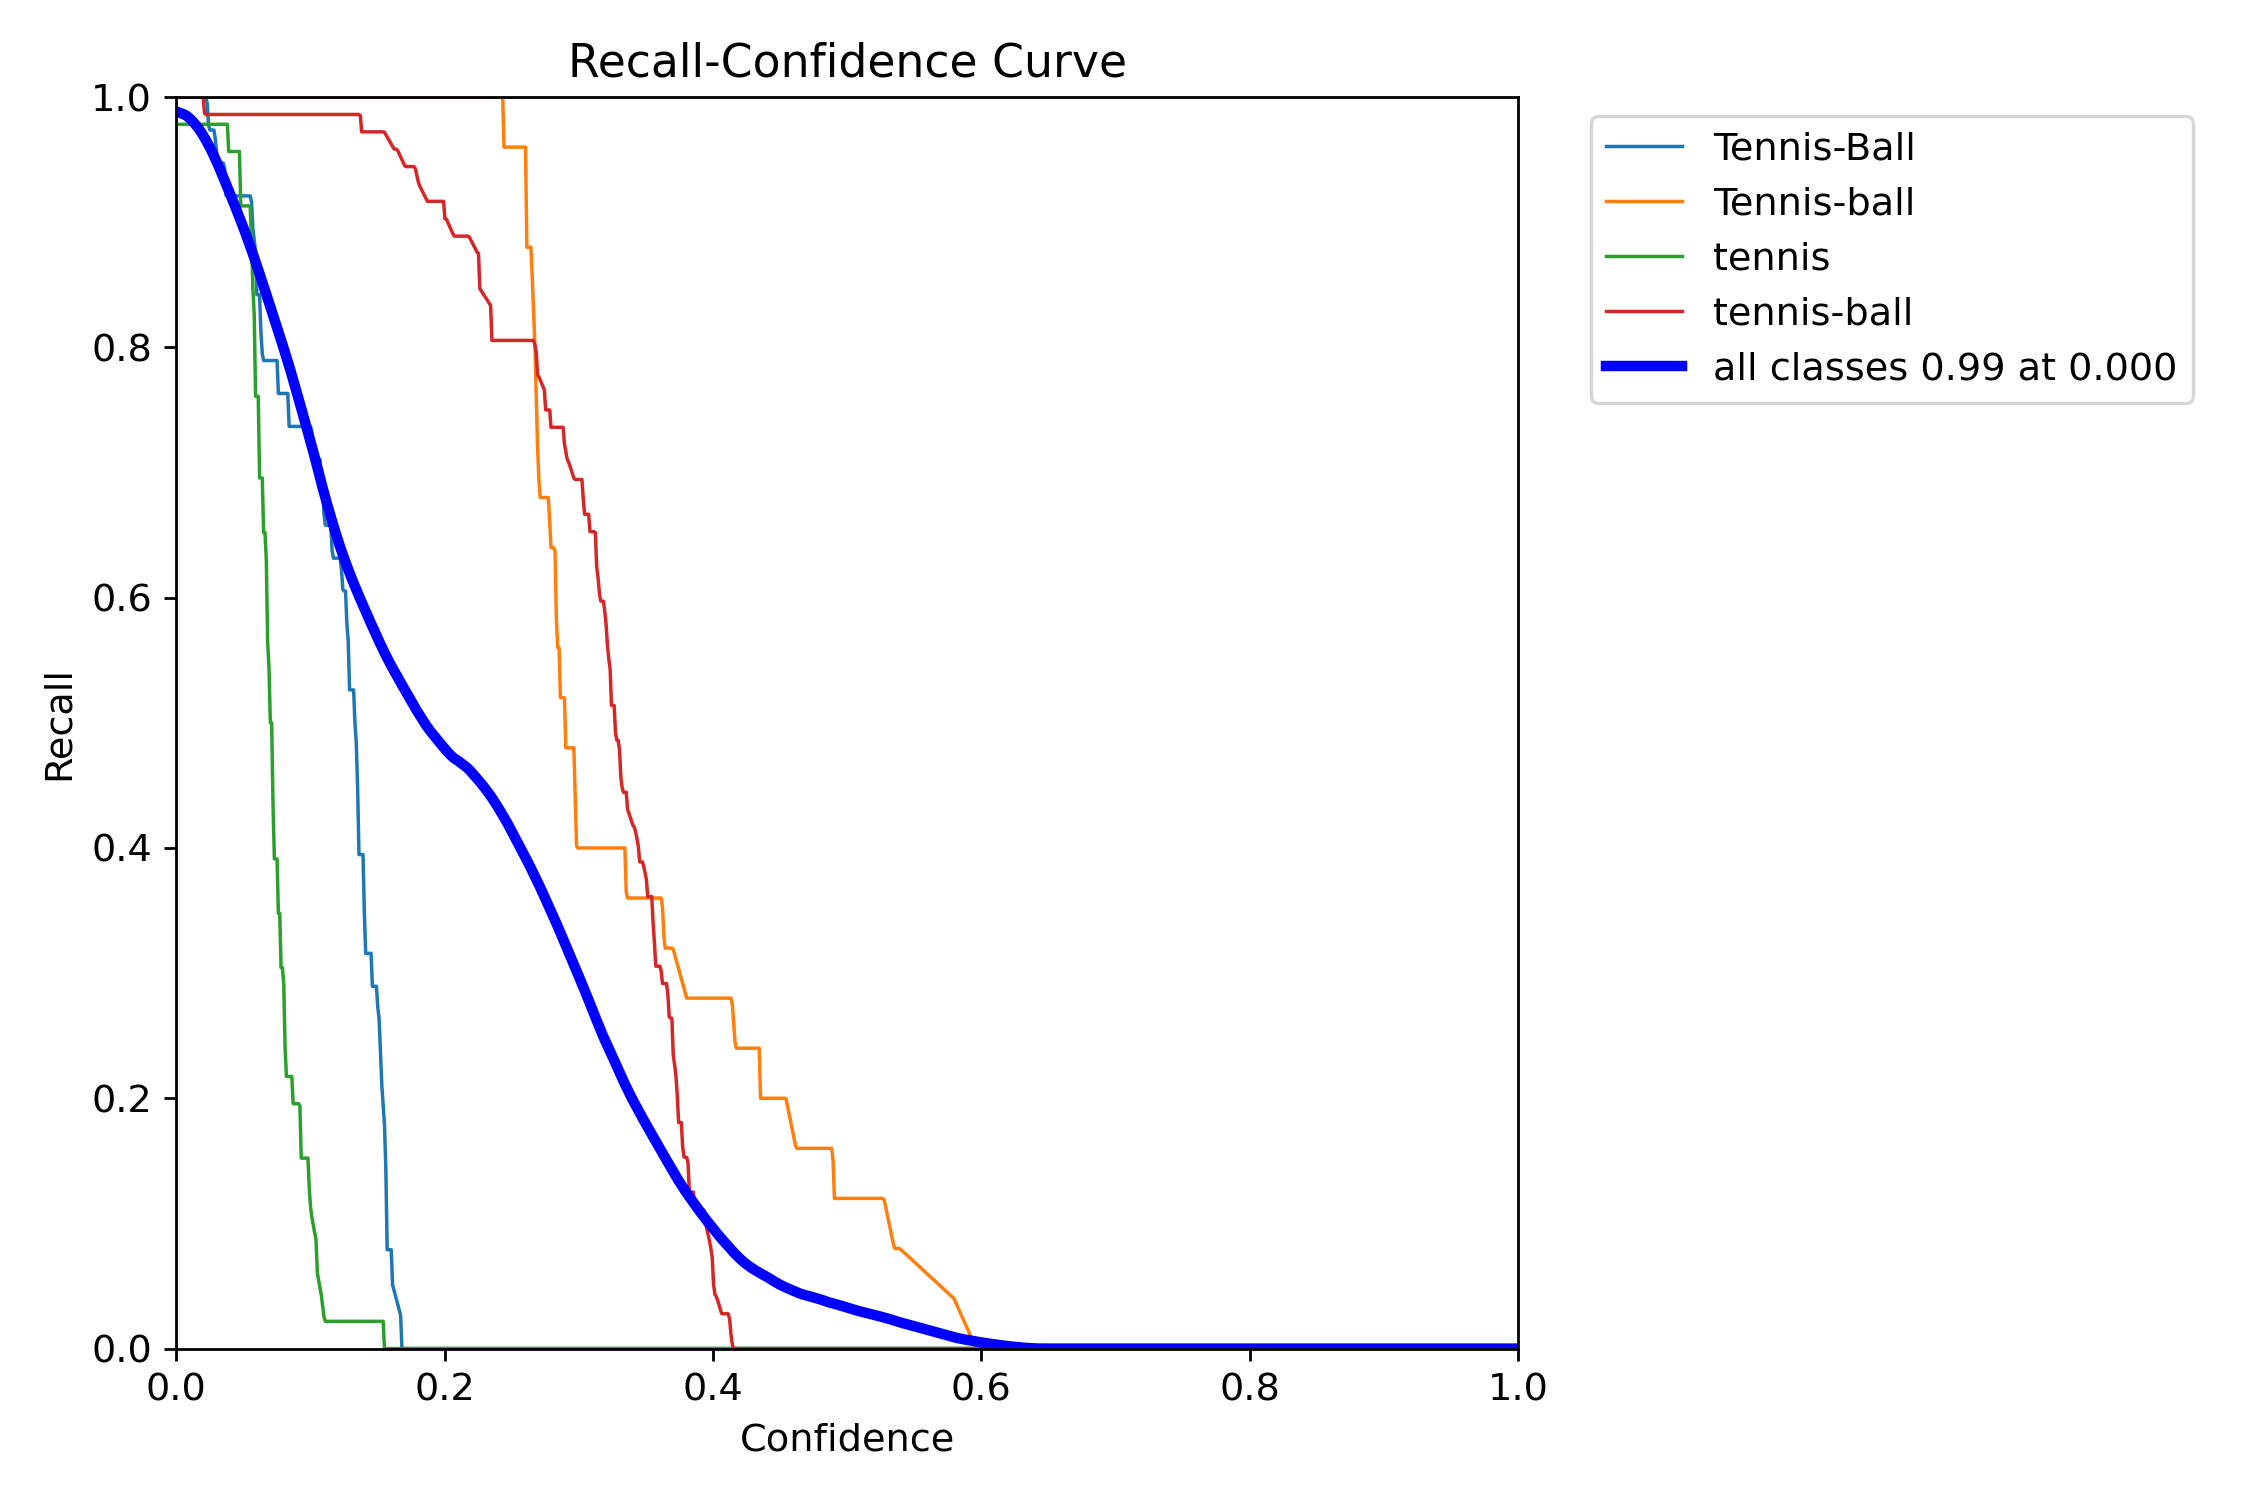 Recall-Confidence Curve
1.0
0.8
0.6
0.4
0.2
0.0
Recall
0.0 0.2 0.4 0.6 0.8 1.0
Confidence
Tennis-Ball
Tennis-ball
tennis
tennis-ball
all classes 0.99 at 0.000